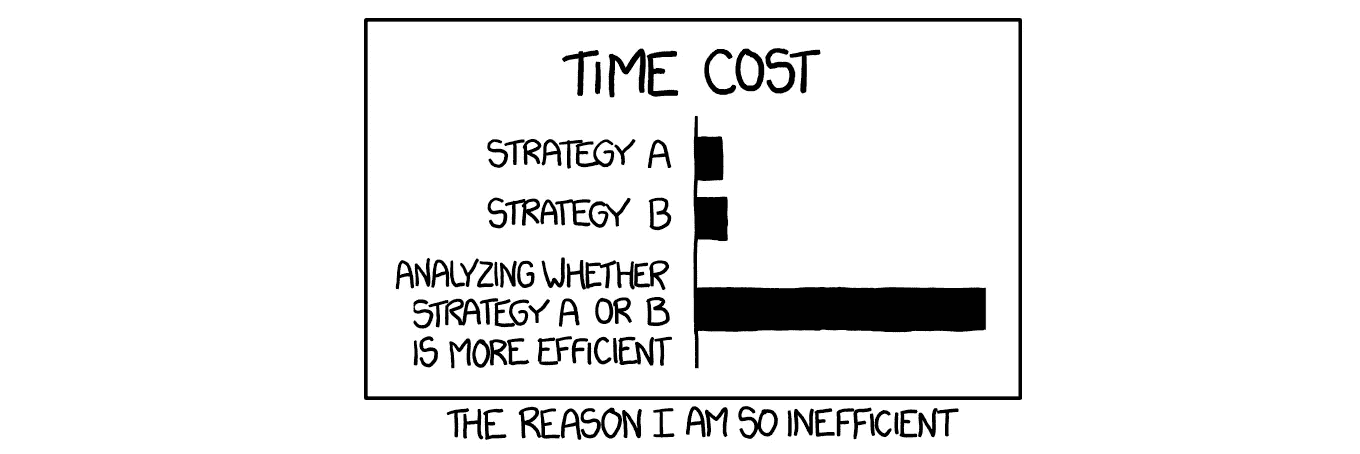 TIME COST
STRATEGY A
STRATEGY B
ANALYZING WHETHER
STRATEGY A OR B
IS MORE EFFICIENT
THE REASON I AM SO INEFFICIENT